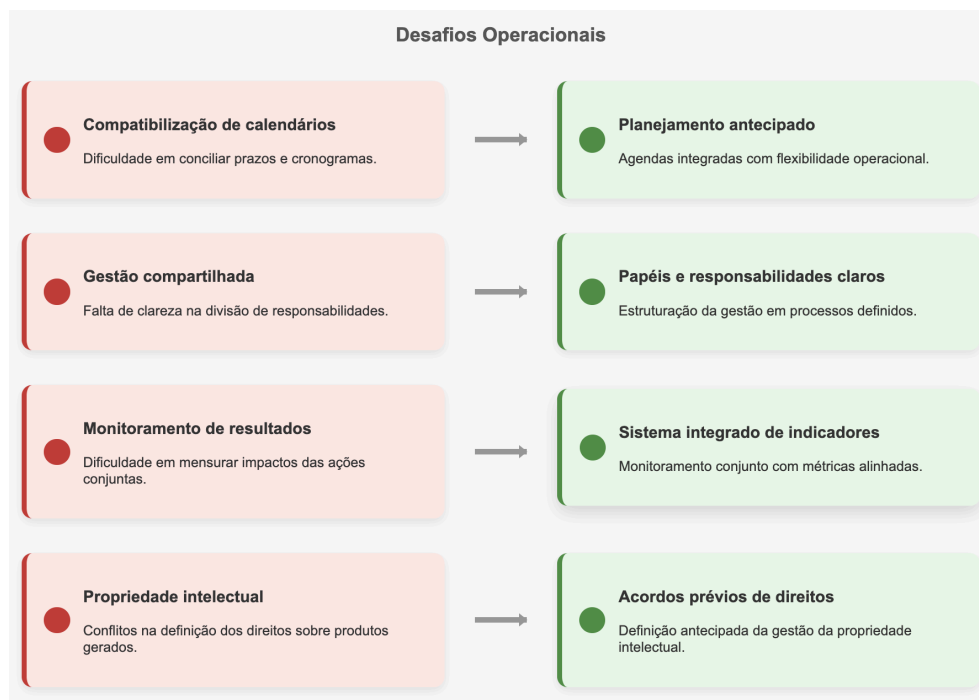 Desafios Operacionais
Compatibilização de calendários
Dificuldade em conciliar prazos e cronogramas.
Planejamento antecipado
Agendas integradas com flexibilidade operacional.
Gestão compartilhada
Falta de clareza na divisão de responsabilidades.
Papéis e responsabilidades claros
Estruturação da gestão em processos definidos.
Monitoramento de resultados
Dificuldade em mensurar impactos das ações
conjuntas.
Sistema integrado de indicadores
Monitoramento conjunto com métricas alinhadas.
Propriedade intelectual
Conflitos na definição dos direitos sobre produtos
gerados.
Acordos prévios de direitos
Definição antecipada da gestão da propriedade
intelectual.